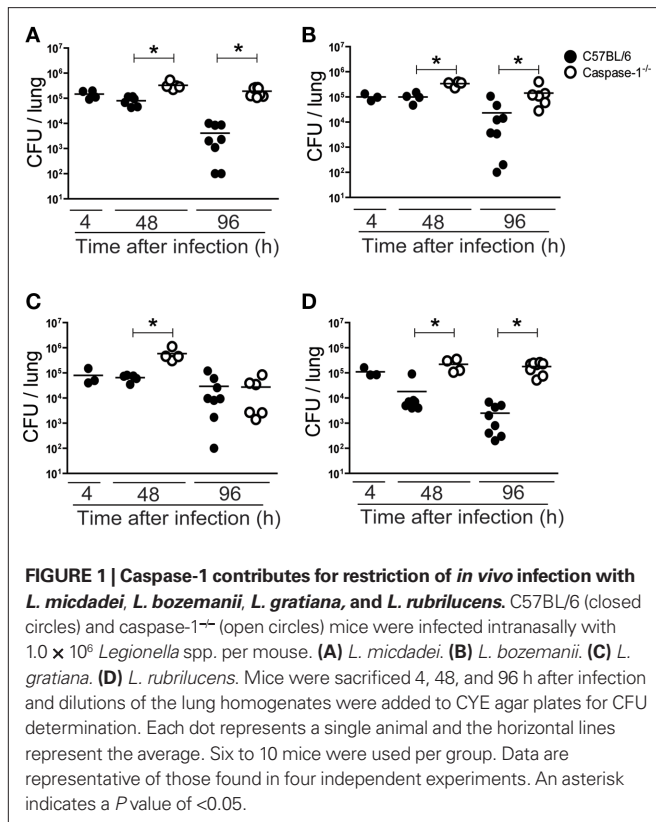 A
B
C57BL/6
Caspase-1-/-
CFU / lung
10⁷
10⁶
10⁵
10⁴
10³
10²
10¹
*
*
4
48
96
Time after infection (h)
CFU / lung
10⁷
10⁶
10⁵
10⁴
10³
10²
10¹
*
*
4
48
96
Time after infection (h)
C
D
CFU / lung
10⁷
10⁶
10⁵
10⁴
10³
10²
10¹
*
4
48
96
Time after infection (h)
CFU / lung
10⁷
10⁶
10⁵
10⁴
10³
10²
10¹
*
*
4
48
96
Time after infection (h)
FIGURE 1 | Caspase-1 contributes for restriction of in vivo infection with
L. micdadei, L. bozemanii, L. gratiana, and L. rubrilucens. C57BL/6 (closed
circles) and caspase-1⁻/⁻ (open circles) mice were infected intranasally with
1.0 × 10⁶ Legionella spp. per mouse. (A) L. micdadei. (B) L. bozemanii. (C) L.
gratiana. (D) L. rubrilucens. Mice were sacrificed 4, 48, and 96 h after infection
and dilutions of the lung homogenates were added to CYE agar plates for CFU
determination. Each dot represents a single animal and the horizontal lines
represent the average. Six to 10 mice were used per group. Data are
representative of those found in four independent experiments. An asterisk
indicates a P value of <0.05.